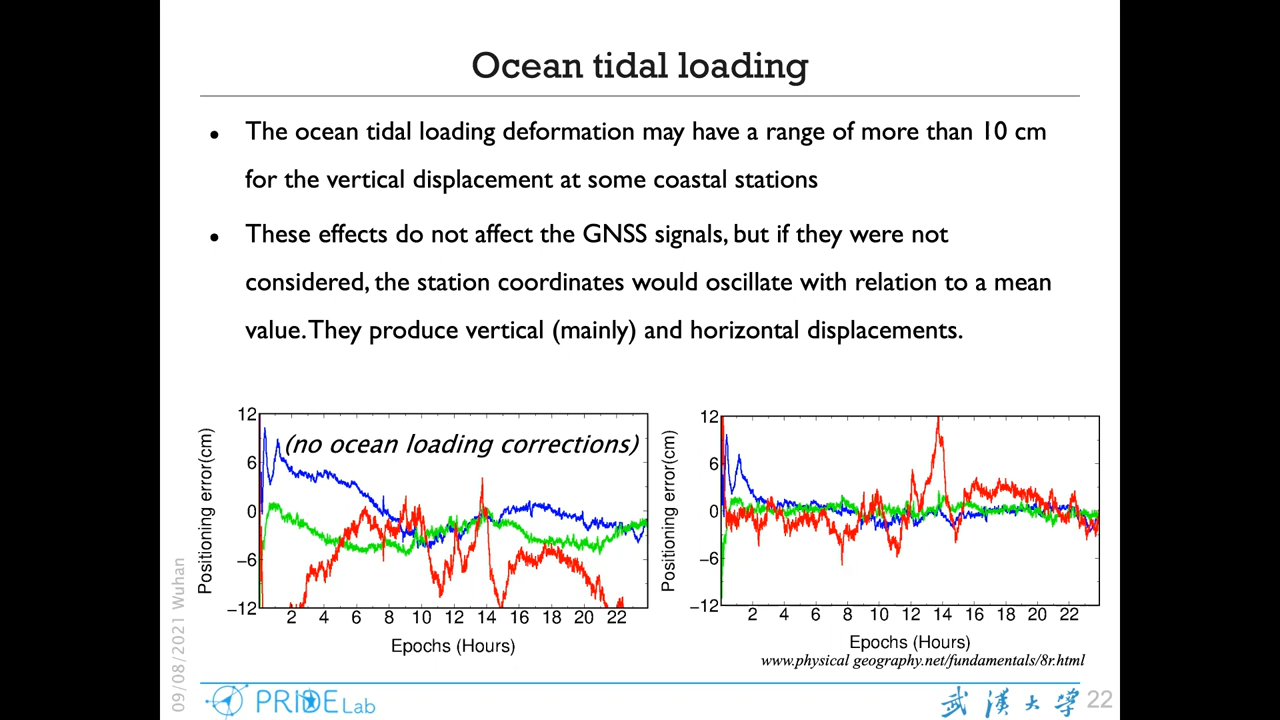 Ocean tidal loading
• The ocean tidal loading deformation may have a range of more than 10 cm
for the vertical displacement at some coastal stations
• These effects do not affect the GNSS signals, but if they were not
considered, the station coordinates would oscillate with relation to a mean
value. They produce vertical (mainly) and horizontal displacements.
(no ocean loading corrections)
Positioning error(cm)
12
6
0
−6
−12
2 4 6 8 10 12 14 16 18 20 22
Epochs (Hours)
Positioning error(cm)
12
6
0
−6
−12
2 4 6 8 10 12 14 16 18 20 22
Epochs (Hours)
www.physical geography.net/fundamentals/8r.html
09/08/2021 Wuhan
PRIDE Lab
武汉大学
22